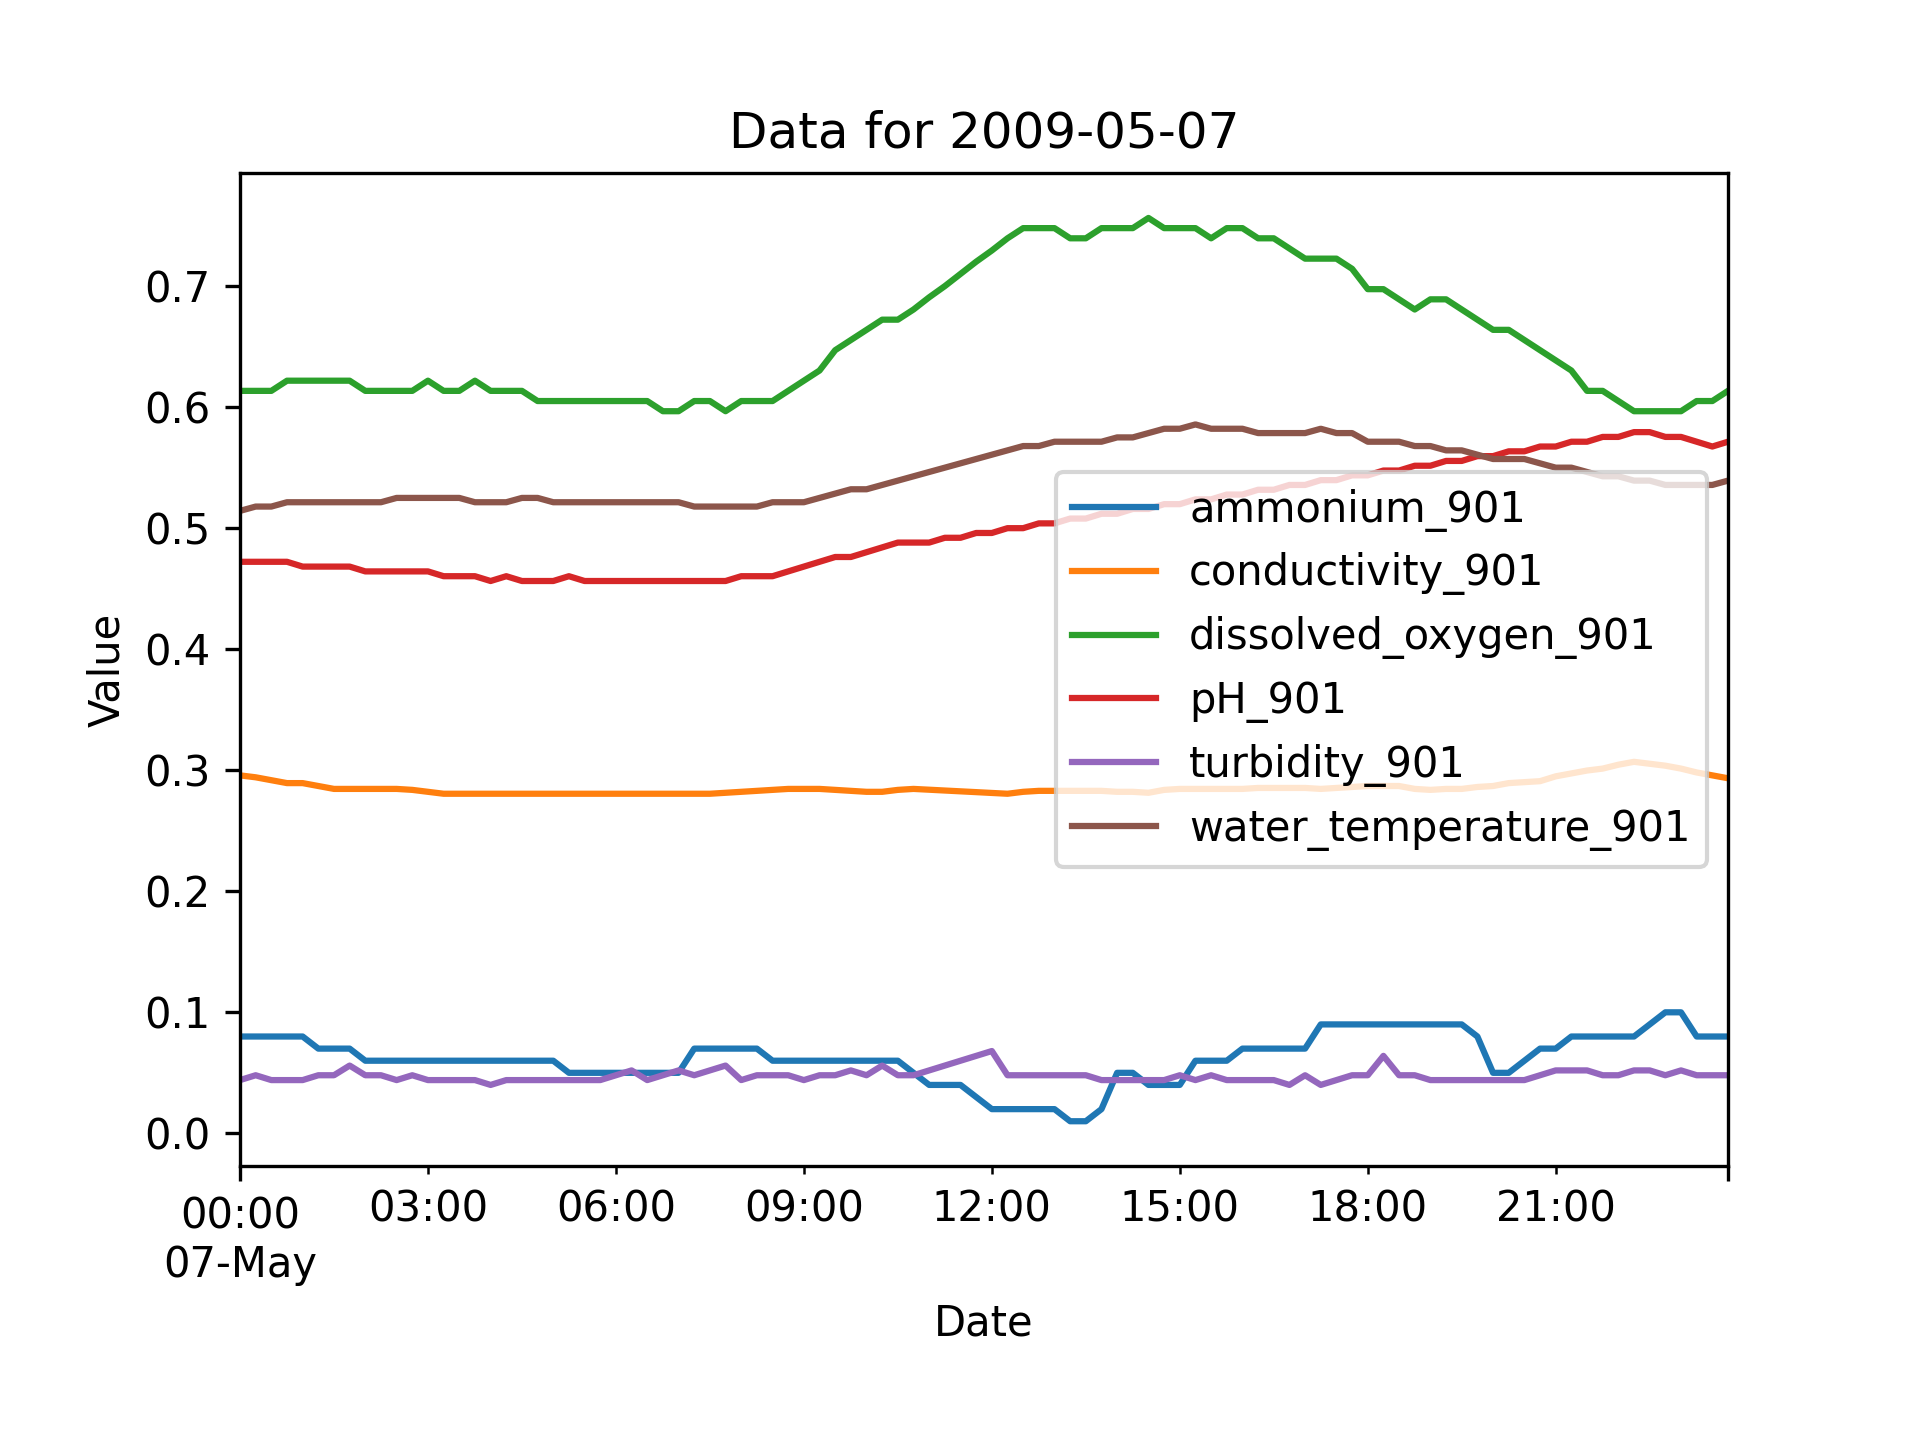 Data for 2009-05-07
Value
0.7
0.6
0.5
0.4
0.3
0.2
0.1
0.0
ammonium_901
conductivity_901
dissolved_oxygen_901
pH_901
turbidity_901
water_temperature_901
00:00 03:00 06:00 09:00 12:00 15:00 18:00 21:00
07-May
Date